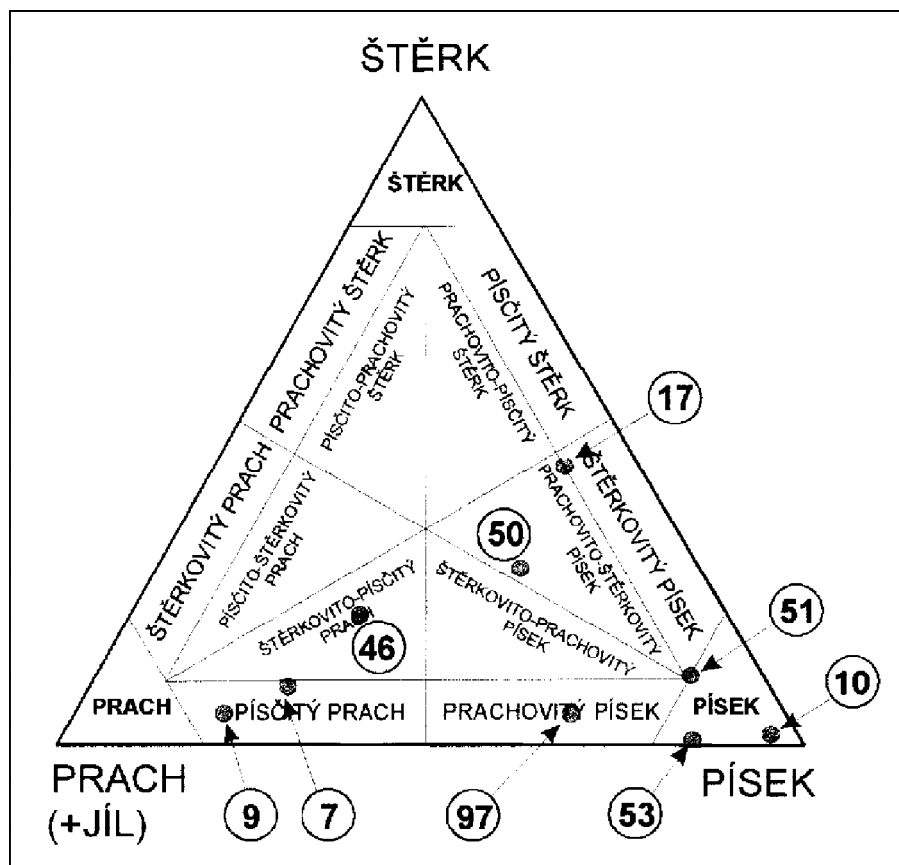 ŠTĚRK
ŠTĚRK
PRACHOVITÝ ŠTĚRK
PÍSČITO-PRACHOVITÝ
ŠTĚRK
PRACHOVITO-PÍSČITÝ
ŠTĚRK
PÍSČITÝ ŠTĚRK
17
ŠTĚRKOVITÝ PRACH
PÍSČITO-ŠTĚRKOVITÝ
PRACH
50
PRACHOVITO-ŠTĚRKOVITÝ
PÍSEK
ŠTĚRKOVITÝ PÍSEK
ŠTĚRKOVITO-PÍSČITÝ
PRACH
46
ŠTĚRKOVITO-PRACHOVITÝ
PÍSEK
51
10
PRACH
PÍSČITÝ PRACH
PRACHOVITÝ PÍSEK
PÍSEK
PRACH
(+JÍL)
PÍSEK
9
7
97
53